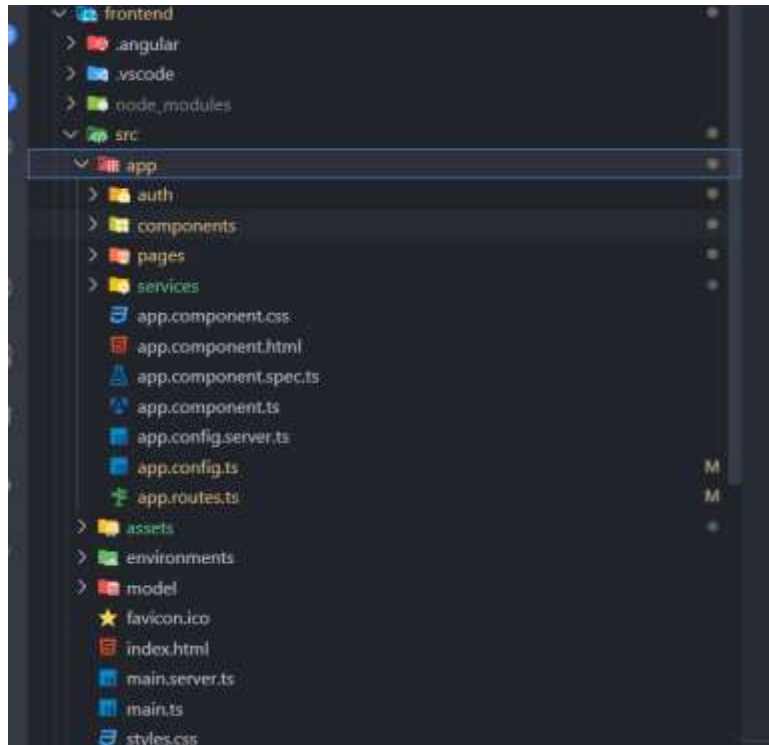 frontend
.angular
.vscode
node_modules
src
app
auth
components
pages
services
app.component.css
app.component.html
app.component.spec.ts
app.component.ts
app.config.server.ts
app.config.ts M
app.routes.ts M
assets
environments
model
favicon.ico
index.html
main.server.ts
main.ts
styles.css